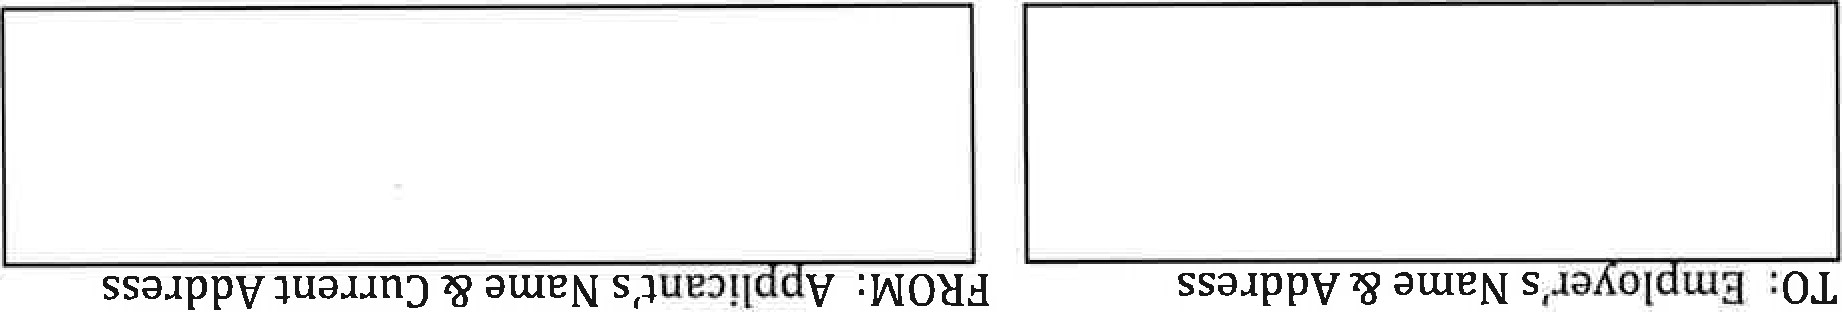 TO: Employer's Name & Address
FROM: Applicant's Name & Current Address